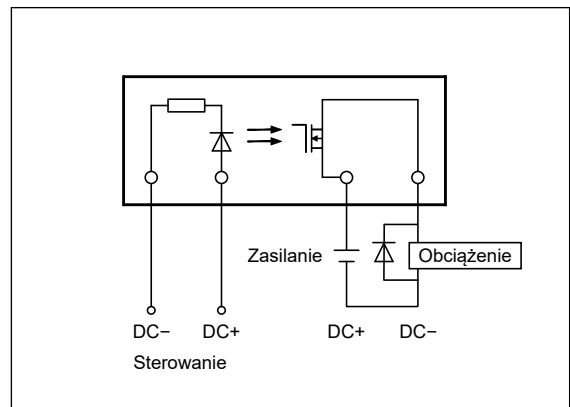 Zasilanie
Obciążenie
DC− DC+ DC+ DC−
Sterowanie